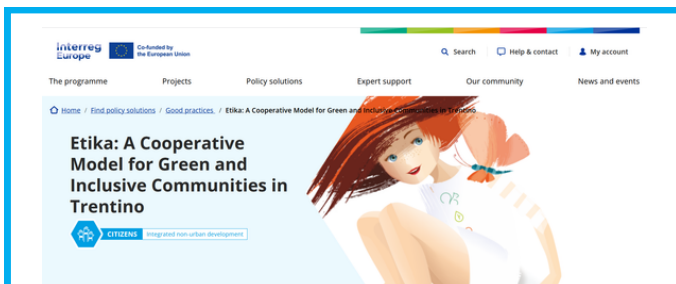 Interreg
Europe
Co-funded by
the European Union
Search
Help & contact
My account
The programme
Projects
Policy solutions
Expert support
Our community
News and events
Home / Find policy solutions / Good practices / Etika: A Cooperative Model for Green and Inclusive Communities in Trentino
Etika: A Cooperative
Model for Green and
Inclusive Communities in
Trentino
CITIZENS
Integrated non-urban development